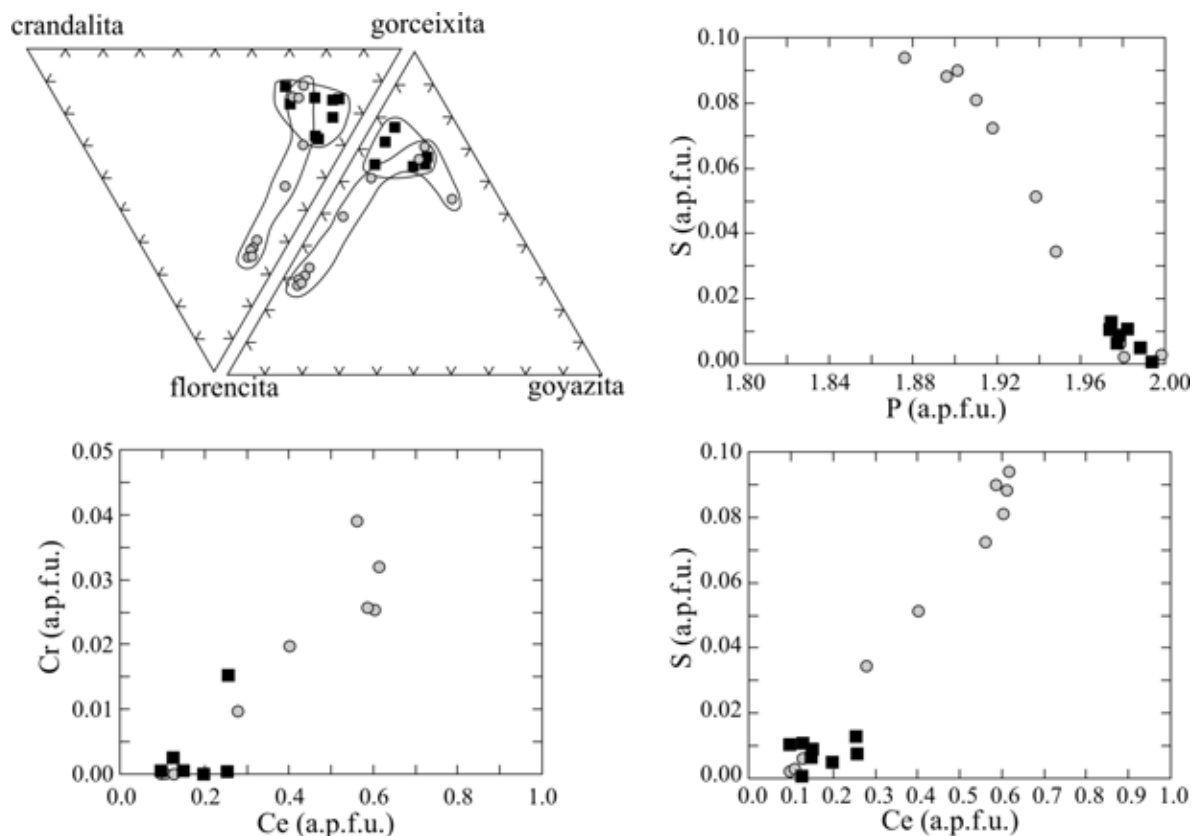 crandalita
gorceixita
florencita
goyazita
0.10
0.08
0.06
0.04
0.02
0.00
S (a.p.f.u.)
1.80 1.84 1.88 1.92 1.96 2.00
P (a.p.f.u.)
0.05
0.04
0.03
0.02
0.01
0.00
Cr (a.p.f.u.)
0.0 0.2 0.4 0.6 0.8 1.0
Ce (a.p.f.u.)
0.10
0.08
0.06
0.04
0.02
0.00
S (a.p.f.u.)
0.0 0.1 0.2 0.3 0.4 0.5 0.6 0.7 0.8 0.9 1.0
Ce (a.p.f.u.)